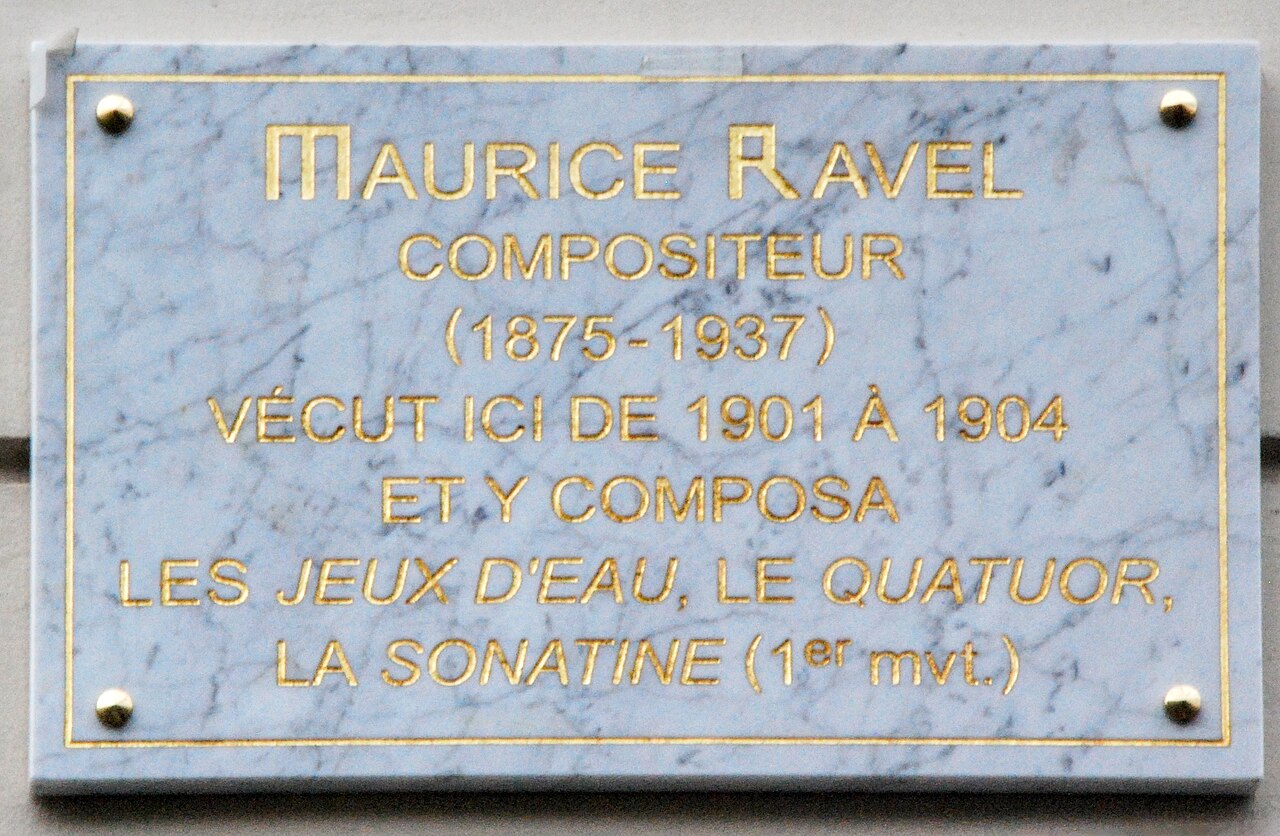 MAURICE RAVEL
COMPOSITEUR
(1875-1937)
VÉCUT ICI DE 1901 À 1904
ET Y COMPOSA
LES JEUX D'EAU, LE QUATUOR,
LA SONATINE (1er mvt.)